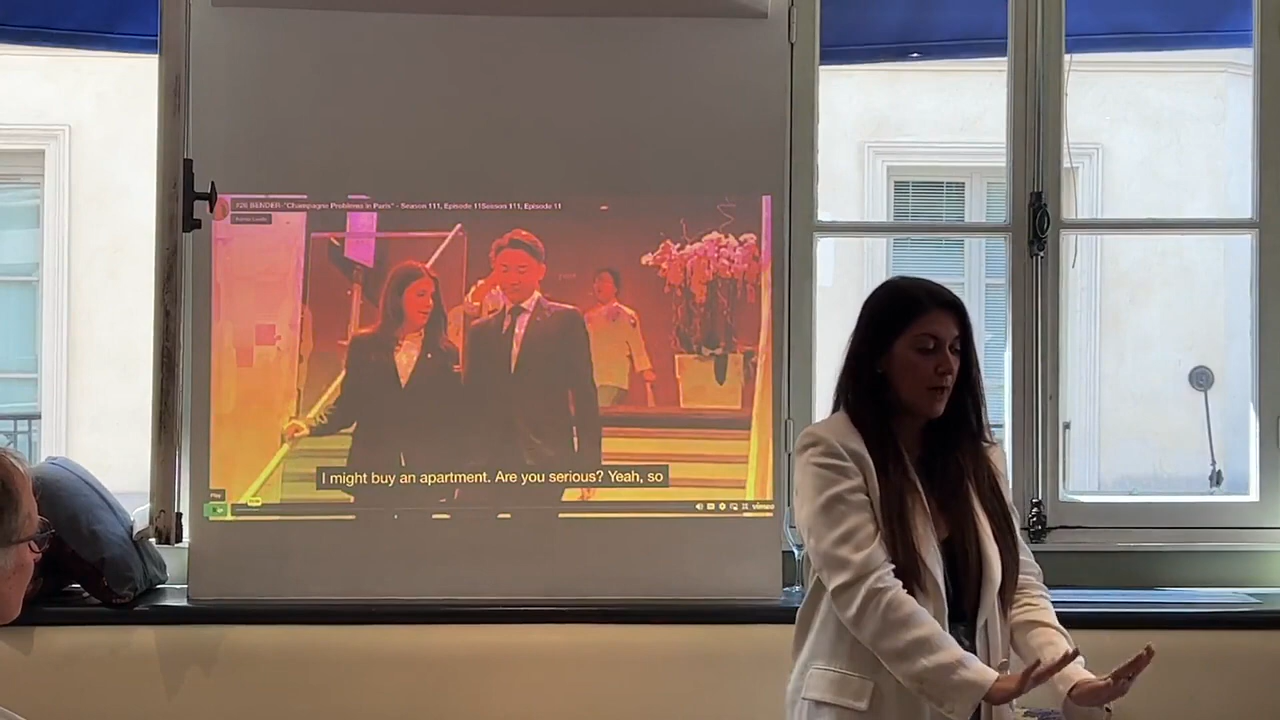 #26 BENDER-"Champagne Problems in Paris" - Season 111, Episode 11Season 111, Episode 11
I might buy an apartment. Are you serious? Yeah, so
Play
vimeo